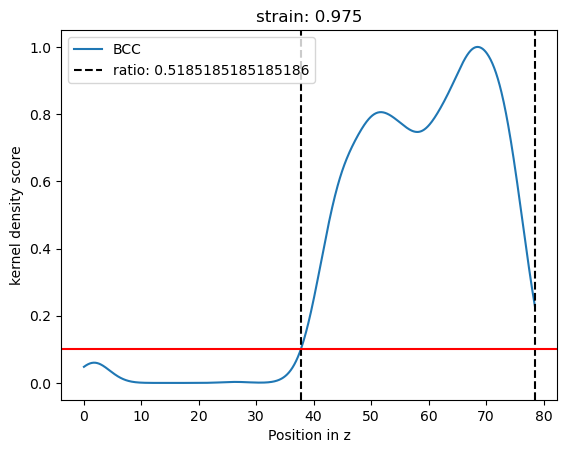 strain: 0.975
BCC
ratio: 0.5185185185185186
kernel density score
1.0
0.8
0.6
0.4
0.2
0.0
0 10 20 30 40 50 60 70 80
Position in z